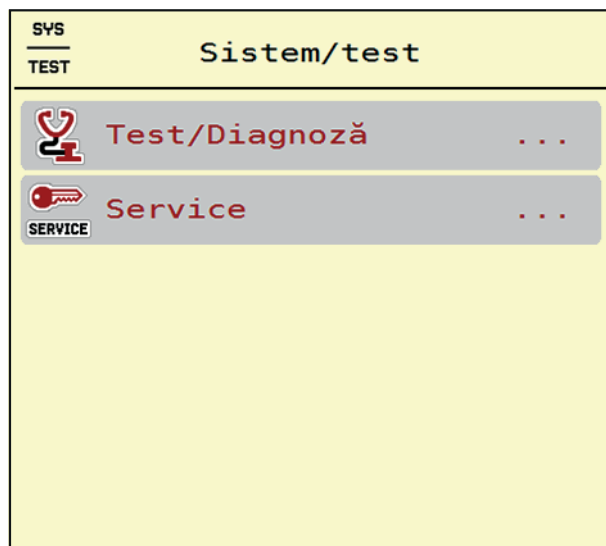 SYS
TEST
Sistem/test
Test/Diagnoză ...
Service ...
SERVICE